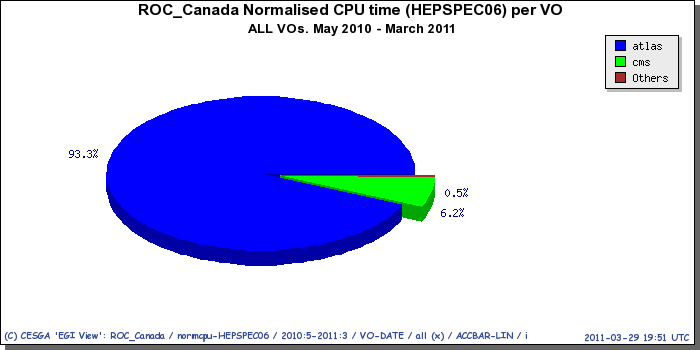 ROC_Canada Normalised CPU time (HEPSPEC06) per VO
ALL VOs. May 2010 - March 2011
atlas
cms
Others
93.3%
0.5%
6.2%
(C) CESGA 'EGI View': ROC_Canada / normcpu-HEPSPEC06 / 2010:5-2011:3 / VO-DATE / all (x) / ACCBAR-LIN / i
2011-03-29 19:51 UTC